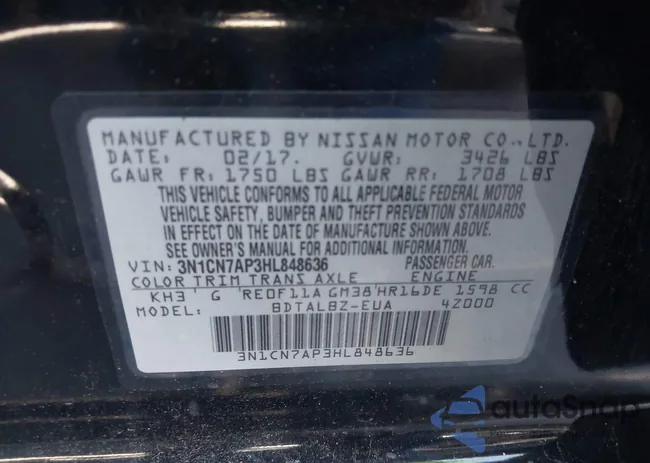 MANUFACTURED BY NISSAN MOTOR CO., LTD.
DATE: 02/17. GVWR: 3426 LBS
GAWR FR: 1750 LBS GAWR RR: 1708 LBS
THIS VEHICLE CONFORMS TO ALL APPLICABLE FEDERAL MOTOR
VEHICLE SAFETY, BUMPER AND THEFT PREVENTION STANDARDS
IN EFFECT ON THE DATE OF MANUFACTURE SHOWN ABOVE.
SEE OWNER'S MANUAL FOR ADDITIONAL INFORMATION.
VIN: 3N1CN7AP3HL848636 PASSENGER CAR.
COLOR TRIM TRANS AXLE ENGINE
KH3 G RE0F11A GM38 HR16DE 1598 CC
MODEL: BDTALBZ-EUA 4Z000
3N1CN7AP3HL848636
autoSnap